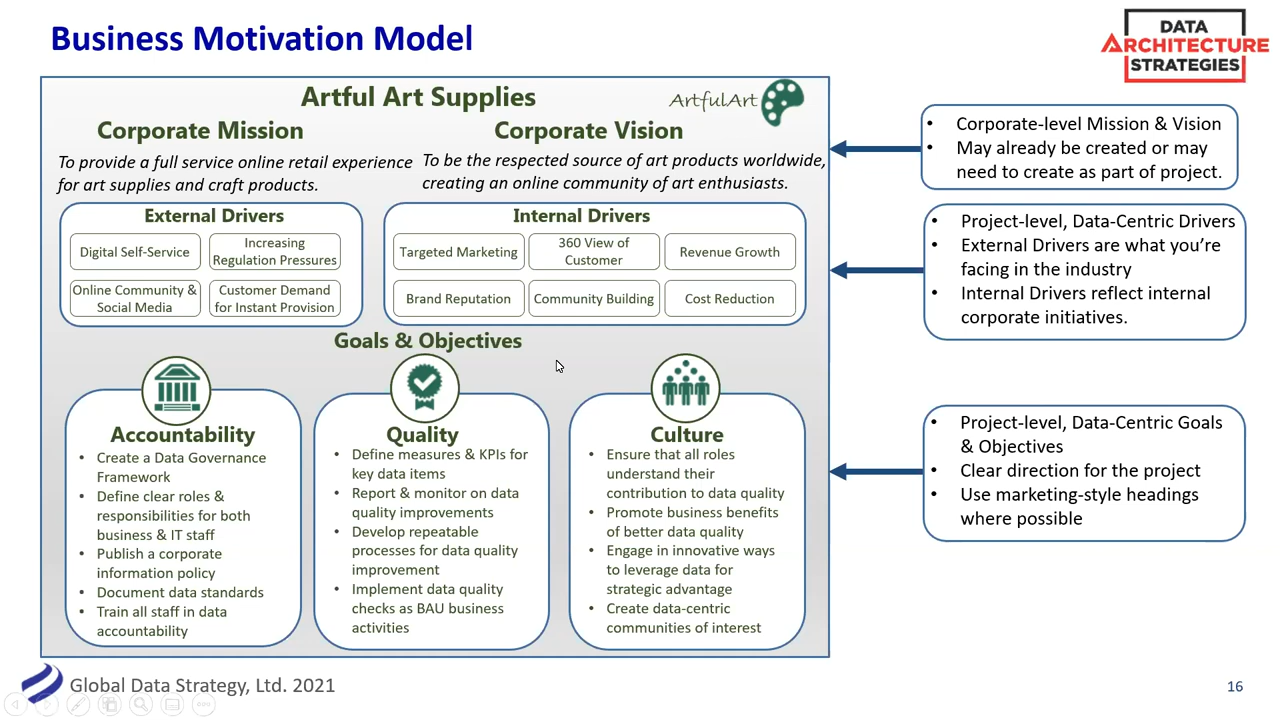 Business Motivation Model
DATA
ARCHITECTURE
STRATEGIES
Artful Art Supplies
ArtfulArt
Corporate Mission
To provide a full service online retail experience
for art supplies and craft products.
Corporate Vision
To be the respected source of art products worldwide,
creating an online community of art enthusiasts.
External Drivers
Digital Self-Service
Increasing
Regulation Pressures
Online Community &
Social Media
Customer Demand
for Instant Provision
Internal Drivers
Targeted Marketing
360 View of
Customer
Revenue Growth
Brand Reputation
Community Building
Cost Reduction
Goals & Objectives
Accountability
• Create a Data Governance
Framework
• Define clear roles &
responsibilities for both
business & IT staff
• Publish a corporate
information policy
• Document data standards
• Train all staff in data
accountability
Quality
• Define measures & KPIs for
key data items
• Report & monitor on data
quality improvements
• Develop repeatable
processes for data quality
improvement
• Implement data quality
checks as BAU business
activities
Culture
• Ensure that all roles
understand their
contribution to data quality
• Promote business benefits
of better data quality
• Engage in innovative ways
to leverage data for
strategic advantage
• Create data-centric
communities of interest
• Corporate-level Mission & Vision
• May already be created or may
need to create as part of project.
• Project-level, Data-Centric Drivers
• External Drivers are what you're
facing in the industry
• Internal Drivers reflect internal
corporate initiatives.
• Project-level, Data-Centric Goals
& Objectives
• Clear direction for the project
• Use marketing-style headings
where possible
Global Data Strategy, Ltd. 2021
16